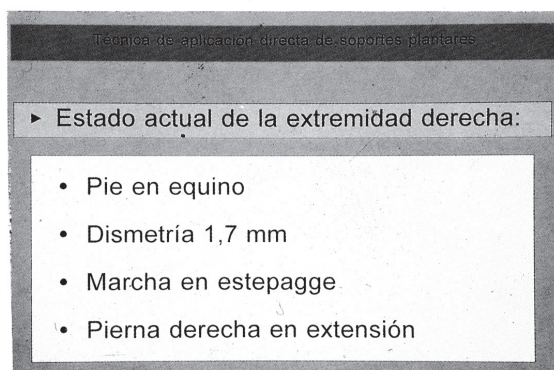 Técnica de aplicación directa de soportes plantares
▸ Estado actual de la extremidad derecha:
• Pie en equino
• Dismetría 1,7 mm
• Marcha en estepagge
• Pierna derecha en extensión